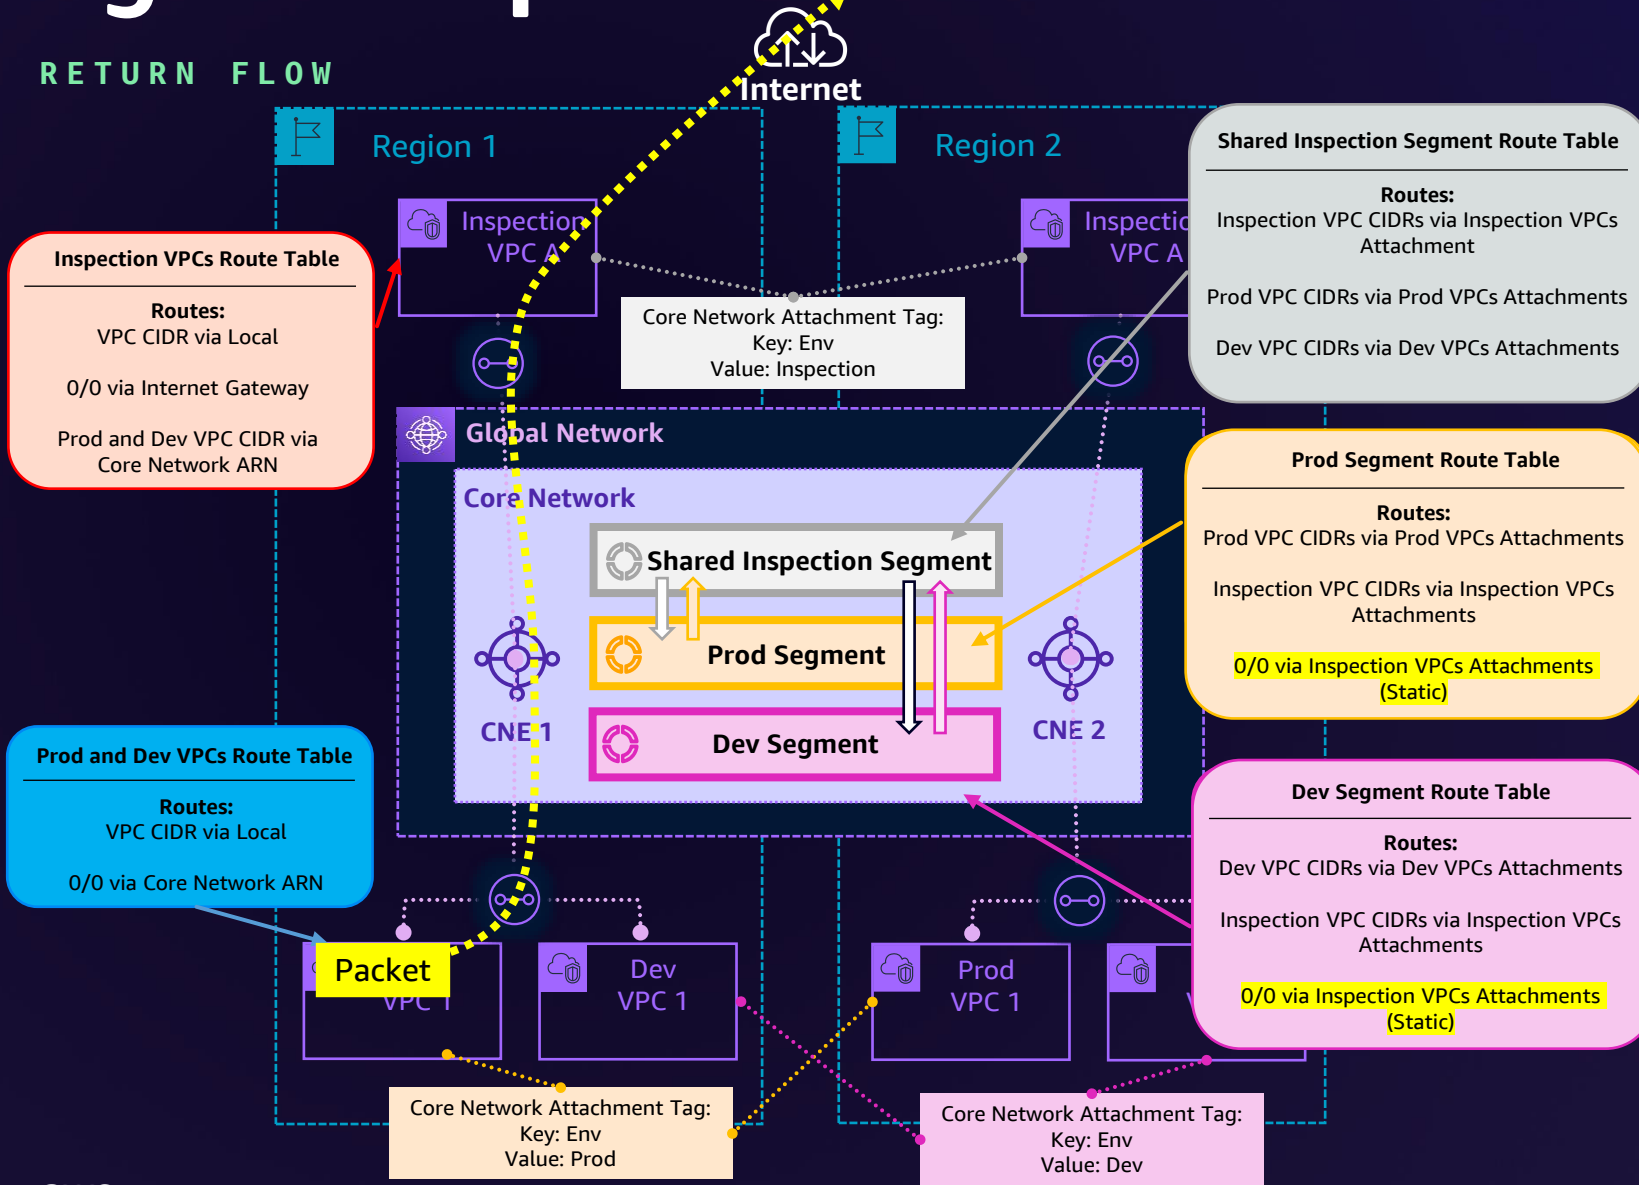 RETURN FLOW
Internet
Region 1
Region 2
Inspection
VPC A
Inspectio
VPC A
Inspection VPCs Route Table
Routes:
VPC CIDR via Local
0/0 via Internet Gateway
Prod and Dev VPC CIDR via
Core Network ARN
Core Network Attachment Tag:
Key: Env
Value: Inspection
Shared Inspection Segment Route Table
Routes:
Inspection VPC CIDRs via Inspection VPCs
Attachment
Prod VPC CIDRs via Prod VPCs Attachments
Dev VPC CIDRs via Dev VPCs Attachments
Global Network
Core Network
Shared Inspection Segment
Prod Segment
Dev Segment
CNE 1
CNE 2
Prod Segment Route Table
Routes:
Prod VPC CIDRs via Prod VPCs Attachments
Inspection VPC CIDRs via Inspection VPCs
Attachments
0/0 via Inspection VPCs Attachments
(Static)
Prod and Dev VPCs Route Table
Routes:
VPC CIDR via Local
0/0 via Core Network ARN
Dev Segment Route Table
Routes:
Dev VPC CIDRs via Dev VPCs Attachments
Inspection VPC CIDRs via Inspection VPCs
Attachments
0/0 via Inspection VPCs Attachments
(Static)
Packet
VPC 1
Dev
VPC 1
Prod
VPC 1
Core Network Attachment Tag:
Key: Env
Value: Prod
Core Network Attachment Tag:
Key: Env
Value: Dev